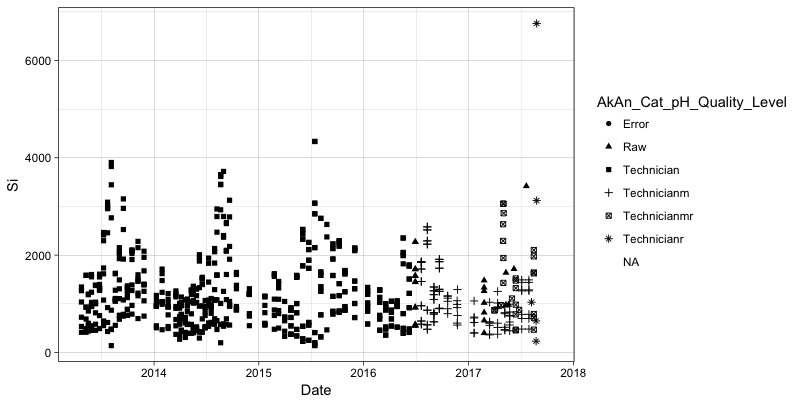 6000
4000
2000
0
Si
2014
2015
2016
2017
2018
Date
AkAn_Cat_pH_Quality_Level
Error
Raw
Technician
Technicianm
Technicianmr
Technicianr
NA